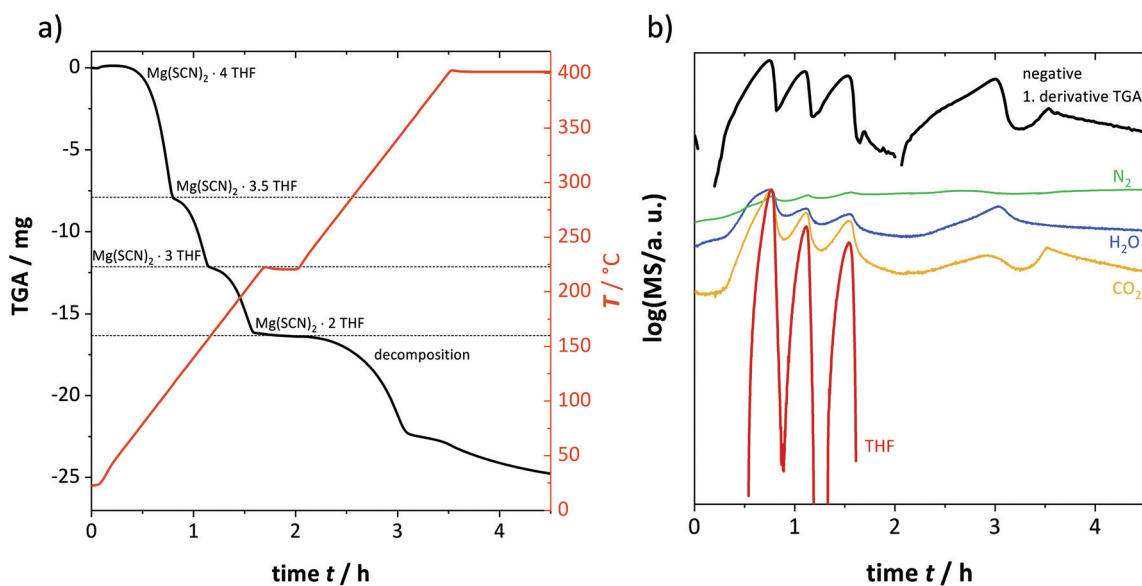 a)
TGA / mg
0
-5
-10
-15
-20
-25
Mg(SCN)₂ · 4 THF
Mg(SCN)₂ · 3.5 THF
Mg(SCN)₂ · 3 THF
Mg(SCN)₂ · 2 THF
decomposition
400
350
300
250
200
150
100
50
0
T / °C
0 1 2 3 4
time t / h
b)
log(MS/a. u.)
negative
1. derivative TGA
N₂
H₂O
CO₂
THF
0 1 2 3 4
time t / h